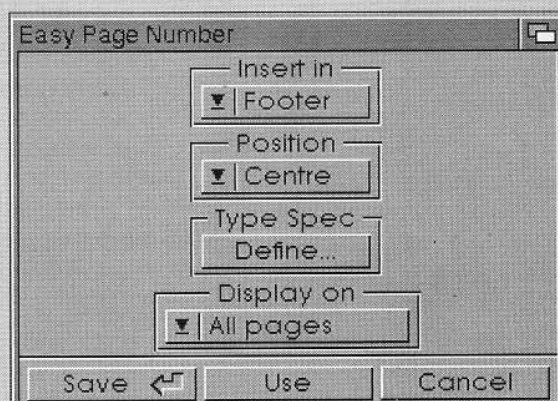 Easy Page Number
Insert in
Footer
Position
Centre
Type Spec
Define...
Display on
All pages
Save Use Cancel